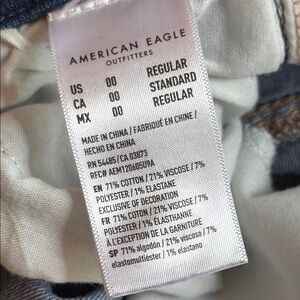 AMERICAN EAGLE
OUTFITTERS
US 00 REGULAR
CA 00 STANDARD
MX 00 REGULAR
MADE IN CHINA / FABRIQUÉ EN CHINE /
HECHO EN CHINA
RN 54485 / CA 03873
RFC# AEM1206050J9A
EN 71% COTTON / 21% VISCOSE / 7%
POLYESTER / 1% ELASTANE
EXCLUSIVE OF DECORATION
FR 71% COTON / 21% VISCOSE / 7%
POLYESTER / 1% ÉLASTHANNE
À L'EXCEPTION DE LA GARNITURE
SP 71% algodón / 21% viscosa / 7%
elastomultiéster / 1% elastano